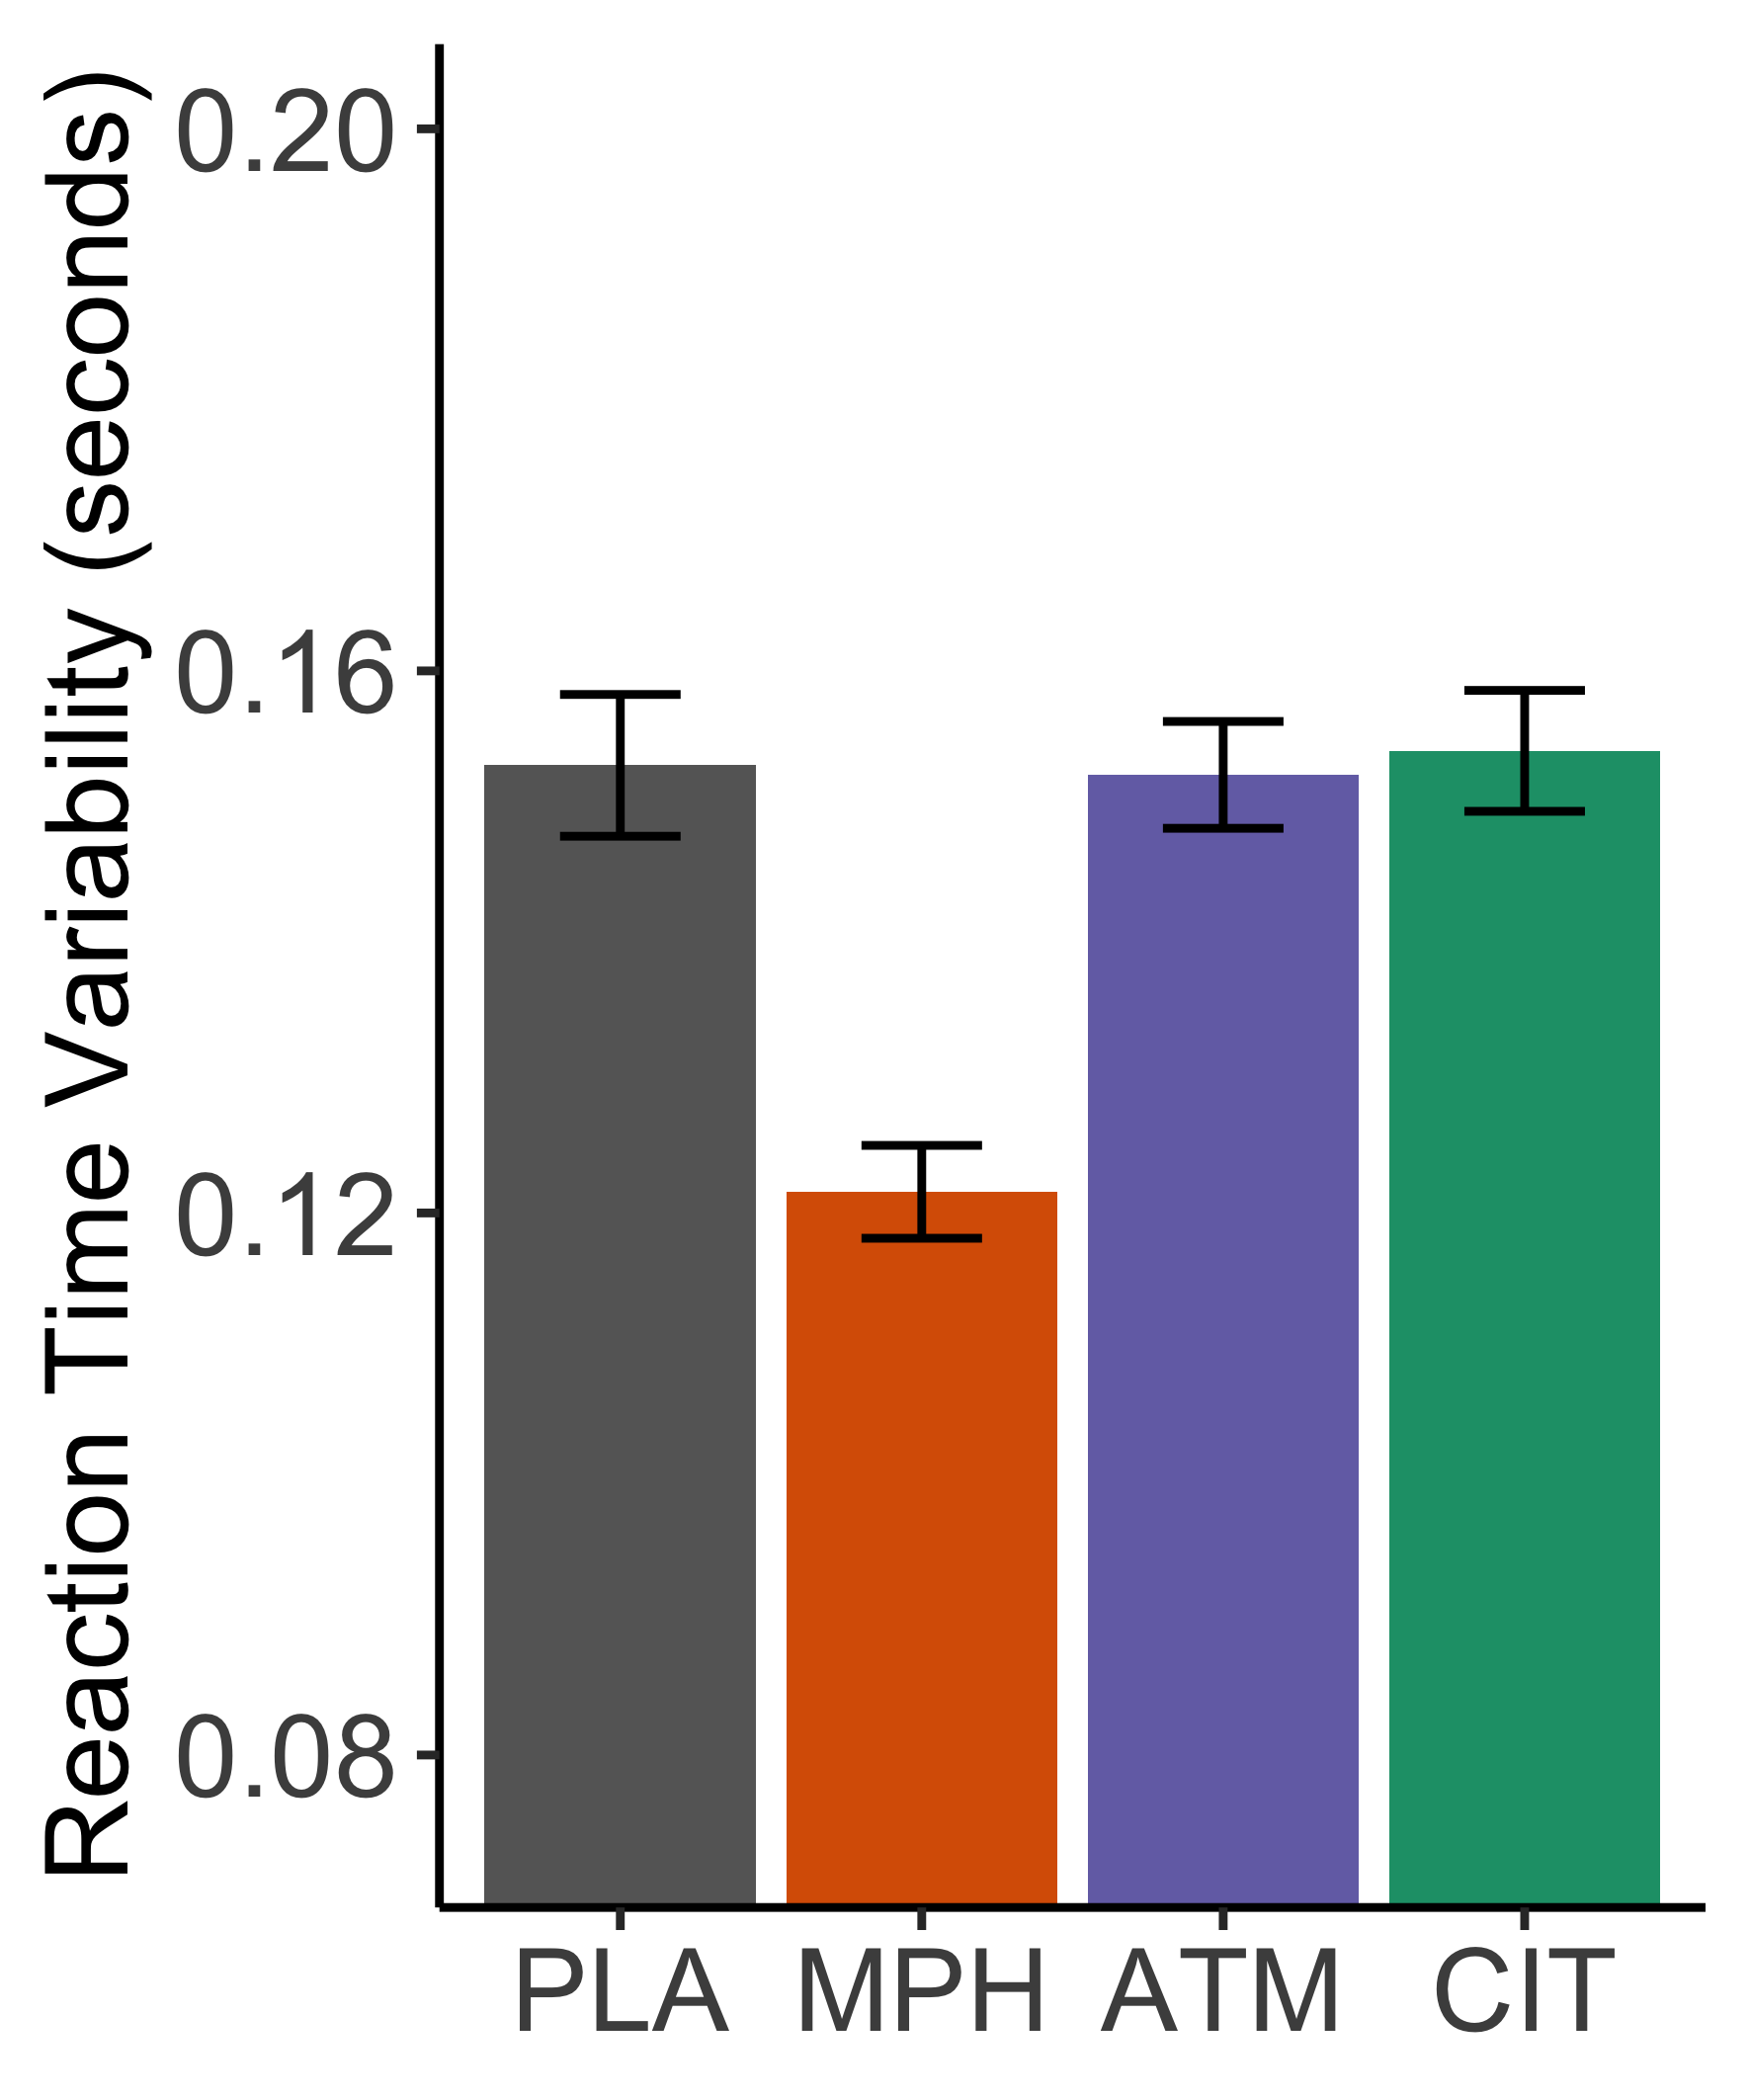 Reaction Time Variability (seconds)
0.20
0.16
0.12
0.08
PLA MPH ATM CIT